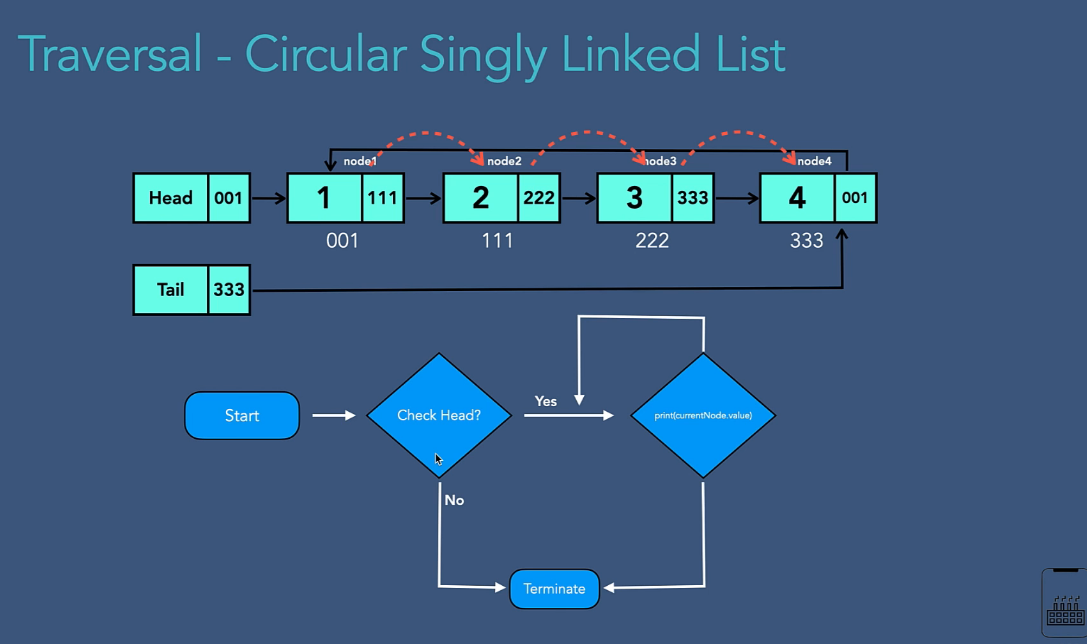 Traversal - Circular Singly Linked List
node1 node2 node3 node4
Head 001 1 111 2 222 3 333 4 001
001 111 222 333
Tail 333
Start
Check Head?
Yes
print(currentNode.value)
No
Terminate